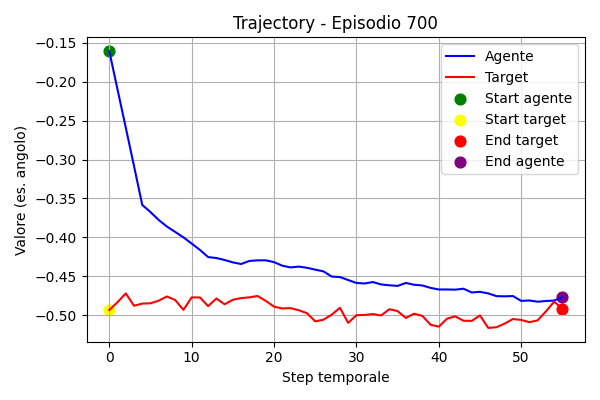 Trajectory - Episodio 700
−0.15
−0.20
−0.25
−0.30
−0.35
−0.40
−0.45
−0.50
Valore (es. angolo)
Agente
Target
Start agente
Start target
End target
End agente
0 10 20 30 40 50
Step temporale